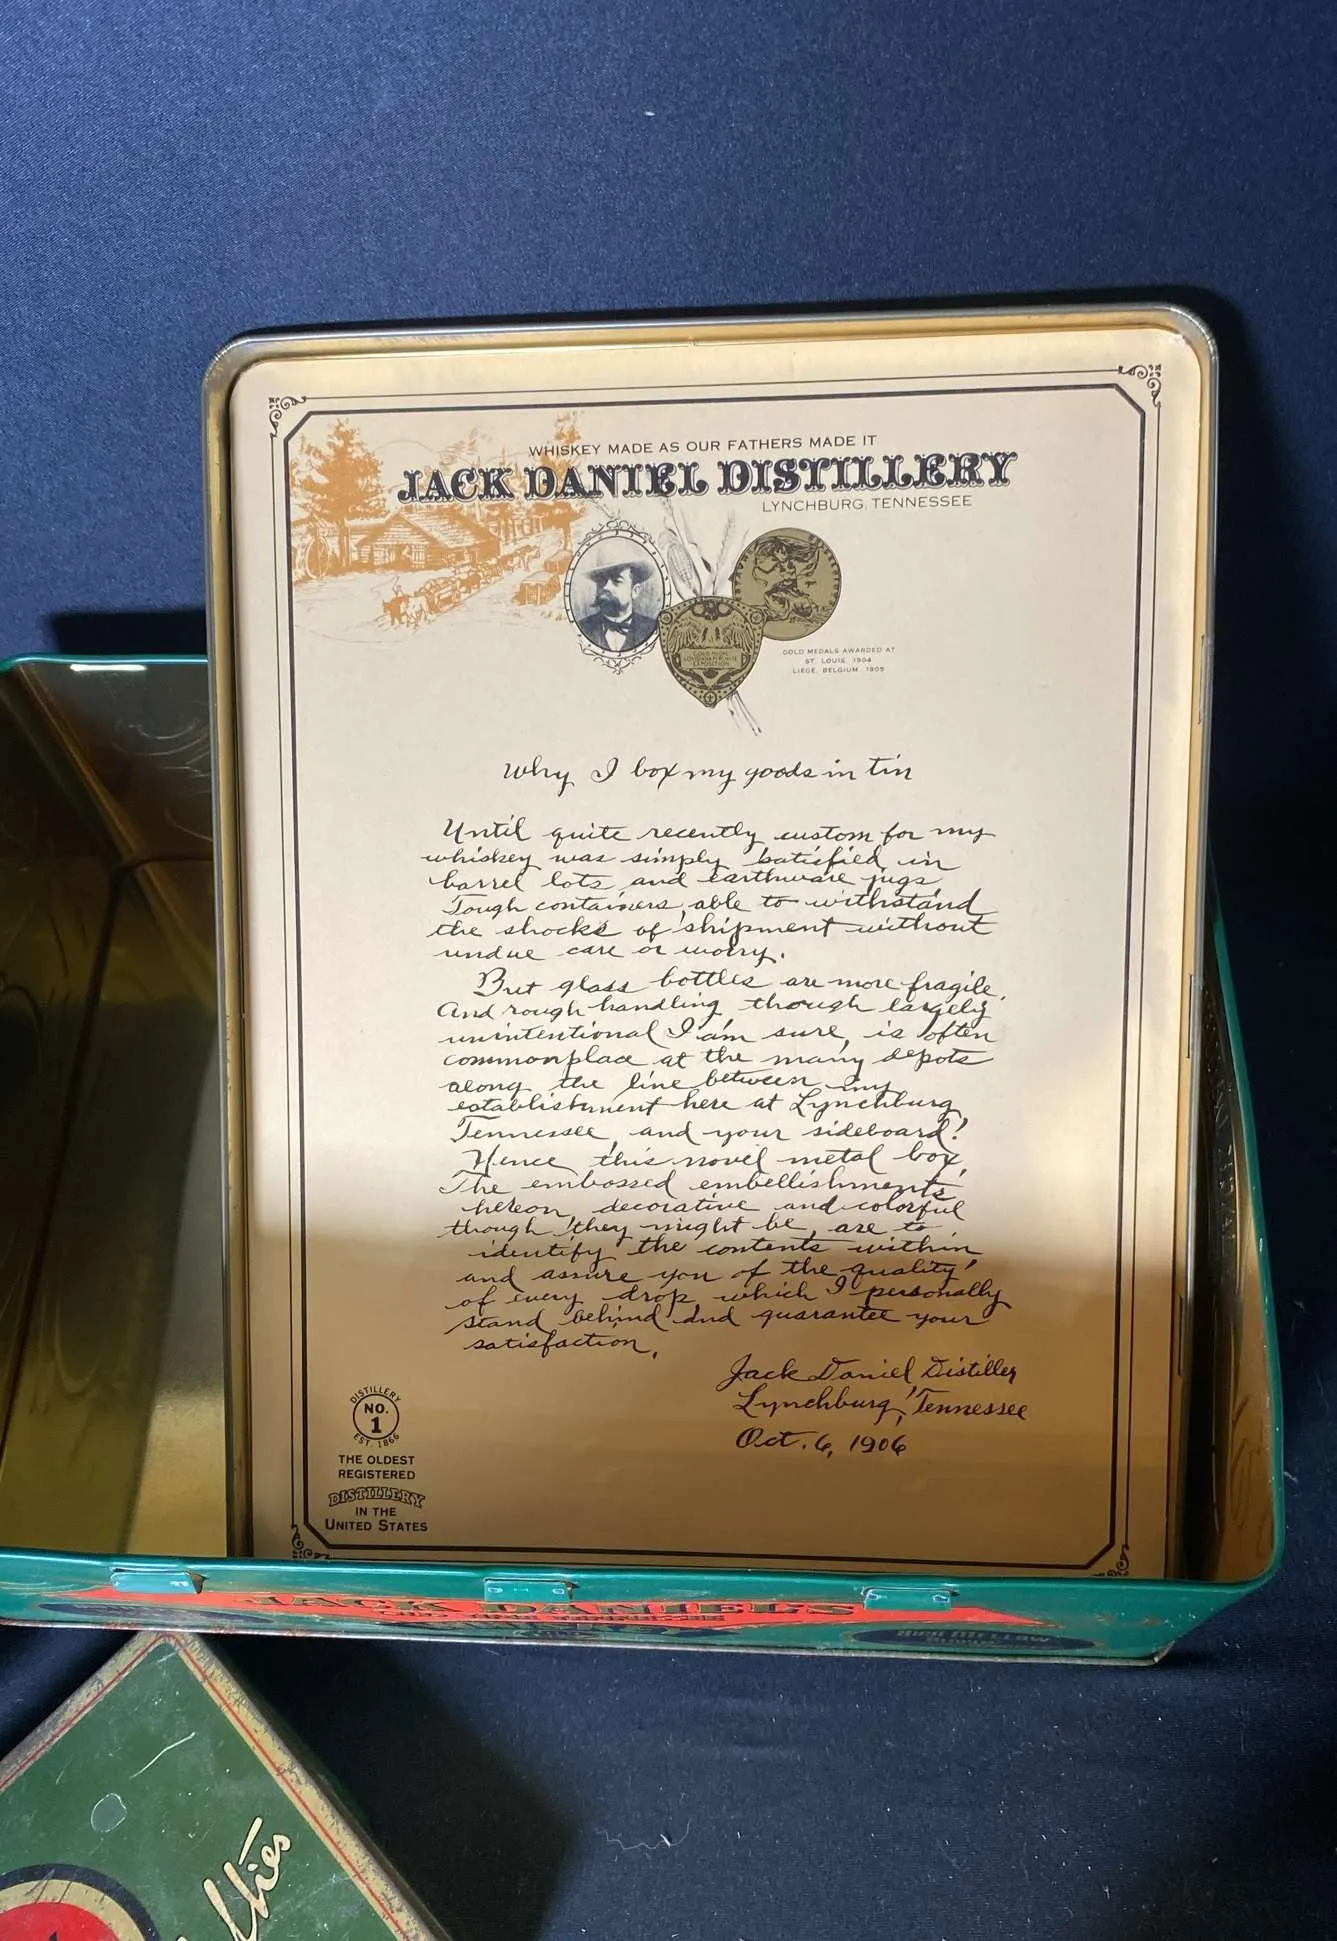 WHISKEY MADE AS OUR FATHERS MADE IT
JACK DANIEL DISTILLERY
LYNCHBURG, TENNESSEE
GOLD MEDALS AWARDED AT
ST. LOUIS, 1904
LIEGE, BELGIUM, 1905
Why I box my goods in tin
Until quite recently custom for my
whiskey was simply satisfied in
barrel lots and earthware jugs
Tough containers, able to withstand
the shocks of shipment without
undue care or worry.
But glass bottles are more fragile.
And rough handling though largely
unintentional I am sure, is often
commonplace at the many depots
along the line between my
establishment here at Lynchburg
Tennessee, and your sideboard!
Hence this novel metal box.
The embossed embellishments
hereon, decorative and colorful
though they might be, are to
identify the contents within
and assure you of the quality
of every drop which I personally
stand behind and guarantee your
satisfaction.
Jack Daniel Distiller
Lynchburg, Tennessee
Oct. 6, 1906
DISTILLERY
NO.
1
EST. 1866
THE OLDEST
REGISTERED
DISTILLERY
IN THE
UNITED STATES
JACK DANIEL'S